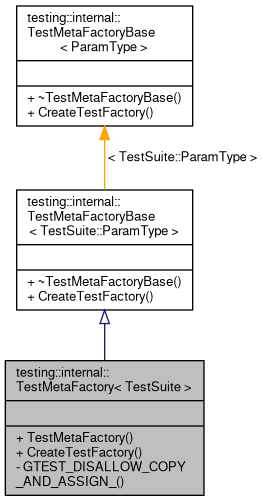 testing::internal::
TestMetaFactoryBase
< ParamType >
+ ~TestMetaFactoryBase()
+ CreateTestFactory()
< TestSuite::ParamType >
testing::internal::
TestMetaFactoryBase
< TestSuite::ParamType >
+ ~TestMetaFactoryBase()
+ CreateTestFactory()
testing::internal::
TestMetaFactory< TestSuite >
+ TestMetaFactory()
+ CreateTestFactory()
- GTEST_DISALLOW_COPY
_AND_ASSIGN_()